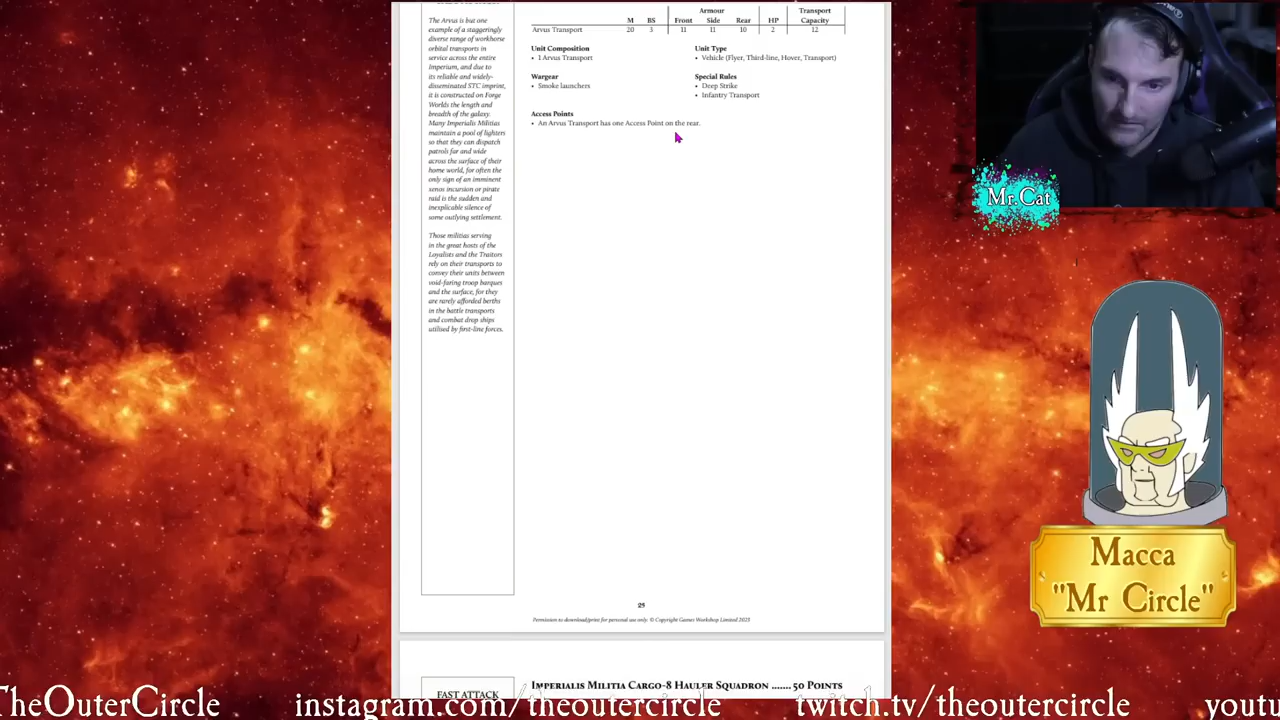 The Arvus is but one
example of a staggeringly
diverse range of workhorse
orbital transports in
service across the entire
Imperium, and due to
its reliable and widely-
disseminated STC imprint,
it is constructed on Forge
Worlds the length and
breadth of the galaxy.
Many Imperialis Militias
maintain a pool of lighters
so that they can dispatch
patrols far and wide
across the surface of their
home world, for often the
only sign of an imminent
xenos incursion or pirate
raid is the sudden and
inexplicable silence of
some outlying settlement.
Those militias serving
in the great hosts of the
Loyalists and the Traitors
rely on their transports to
convey their units between
void-faring troop barques
and the surface, for they
are rarely afforded berths
in the battle transports
and combat drop ships
utilised by first-line forces.
Armour Transport
M BS Front Side Rear HP Capacity
Arvus Transport 20 3 11 11 10 2 12
Unit Composition
• 1 Arvus Transport
Unit Type
• Vehicle (Flyer, Third-line, Hover, Transport)
Wargear
• Smoke launchers
Special Rules
• Deep Strike
• Infantry Transport
Access Points
• An Arvus Transport has one Access Point on the rear.
25
Permission to download/print for personal use only. © Copyright Games Workshop Limited 2023
FAST ATTACK
Imperialis Militia Cargo-8 Hauler Squadron ....... 50 Points
Mr.Cat
Macca
"Mr Circle"
TheOuterCircle instagram.com/theoutercircle twitch.tv/theoutercircle youtu